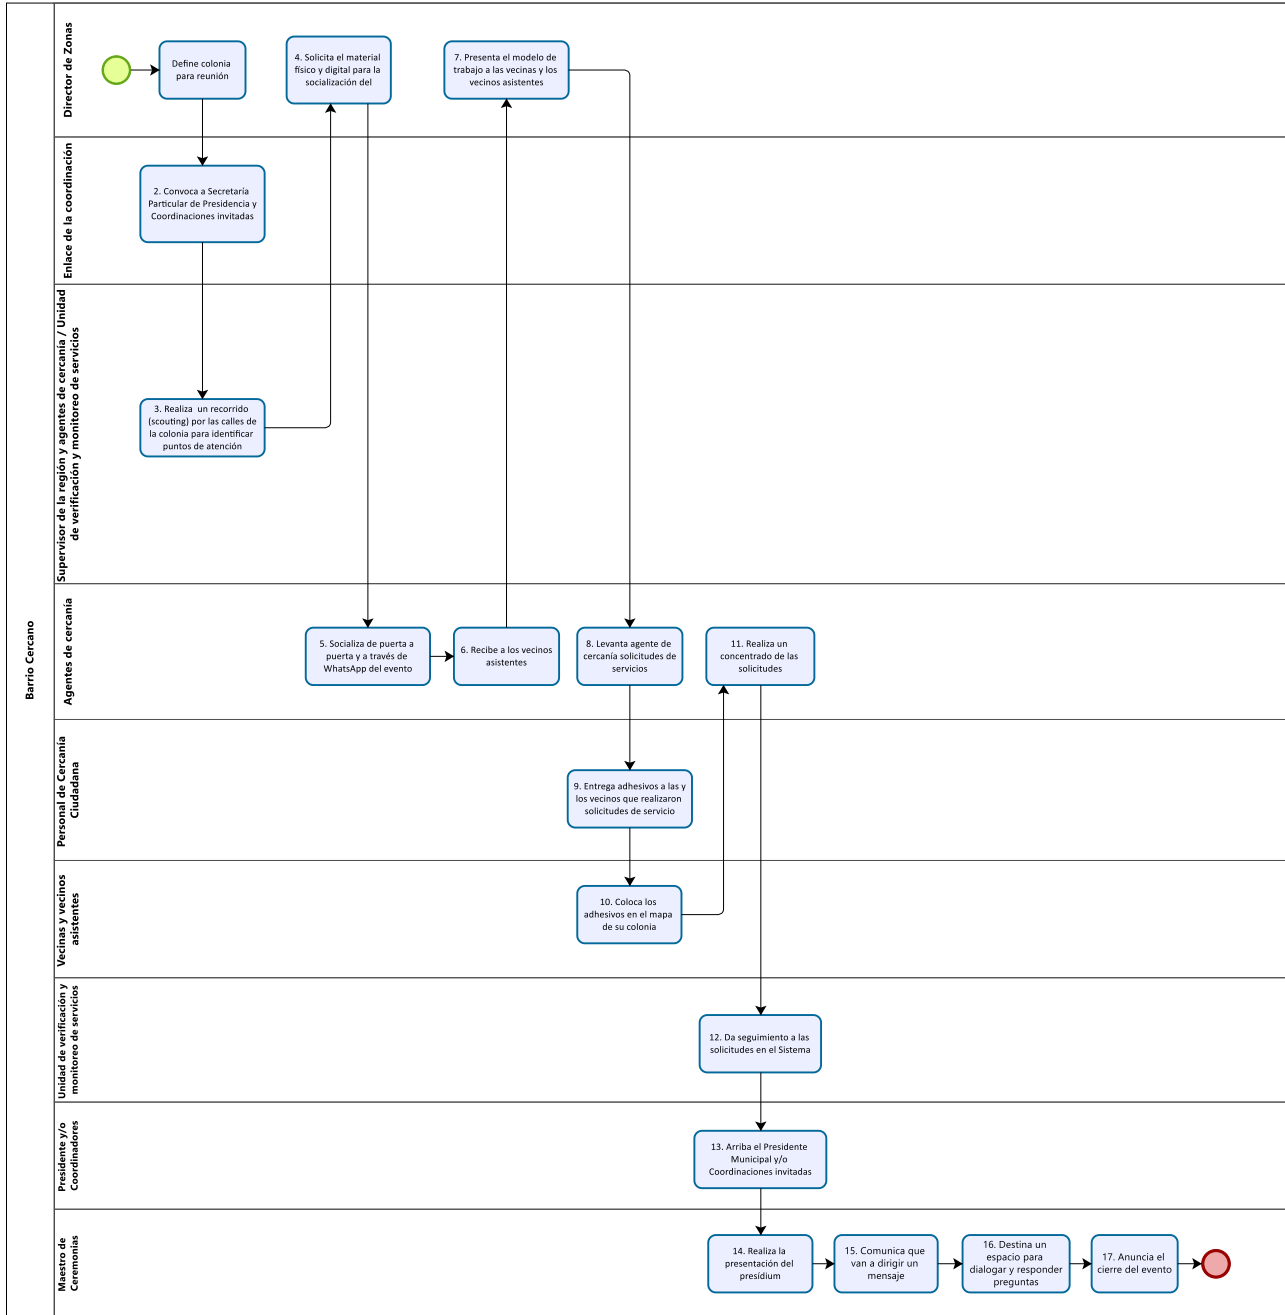 Barrio Cercano
Director de Zonas
Define colonia
para reunión
4. Solicita el material
físico y digital para la
socialización del
7. Presenta el modelo de
trabajo a las vecinas y los
vecinos asistentes
Enlace de la coordinación
2. Convoca a Secretaría
Particular de Presidencia y
Coordinaciones invitadas
Supervisor de la región y agentes de cercanía / Unidad
de verificación y monitoreo de servicios
3. Realiza un recorrido
(scouting) por las calles de
la colonia para identificar
puntos de atención
Agentes de cercanía
5. Socializa de puerta a
puerta y a través de
WhatsApp del evento
6. Recibe a los vecinos
asistentes
8. Levanta agente de
cercanía solicitudes de
servicios
11. Realiza un
concentrado de las
solicitudes
Personal de Cercanía
Ciudadana
9. Entrega adhesivos a las y
los vecinos que realizaron
solicitudes de servicio
Vecinas y vecinos
asistentes
10. Coloca los
adhesivos en el mapa
de su colonia
Unidad de verificación y
monitoreo de servicios
12. Da seguimiento a las
solicitudes en el Sistema
Presidente y/o
Coordinadores
13. Arriba el Presidente
Municipal y/o
Coordinaciones invitadas
Maestro de
Ceremonias
14. Realiza la
presentación del
presídium
15. Comunica que
van a dirigir un
mensaje
16. Destina un
espacio para
dialogar y responder
preguntas
17. Anuncia el
cierre del evento